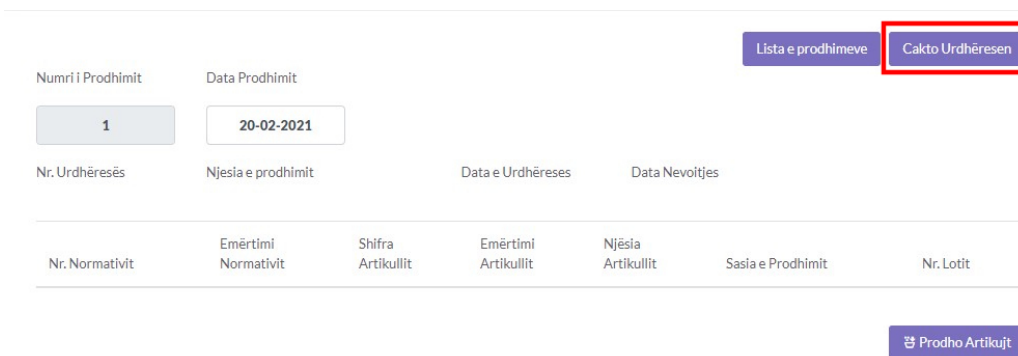 Lista e prodhimeve Cakto Urdhëresen
Numri i Prodhimit Data Prodhimit
1 20-02-2021
Nr. Urdhëresës Njesia e prodhimit Data e Urdhëreses Data Nevoitjes
Nr. Normativit Emërtimi Normativit Shifra Artikullit Emërtimi Artikullit Njësia Artikullit Sasia e Prodhimit Nr. Lotit
Prodho Artikujt